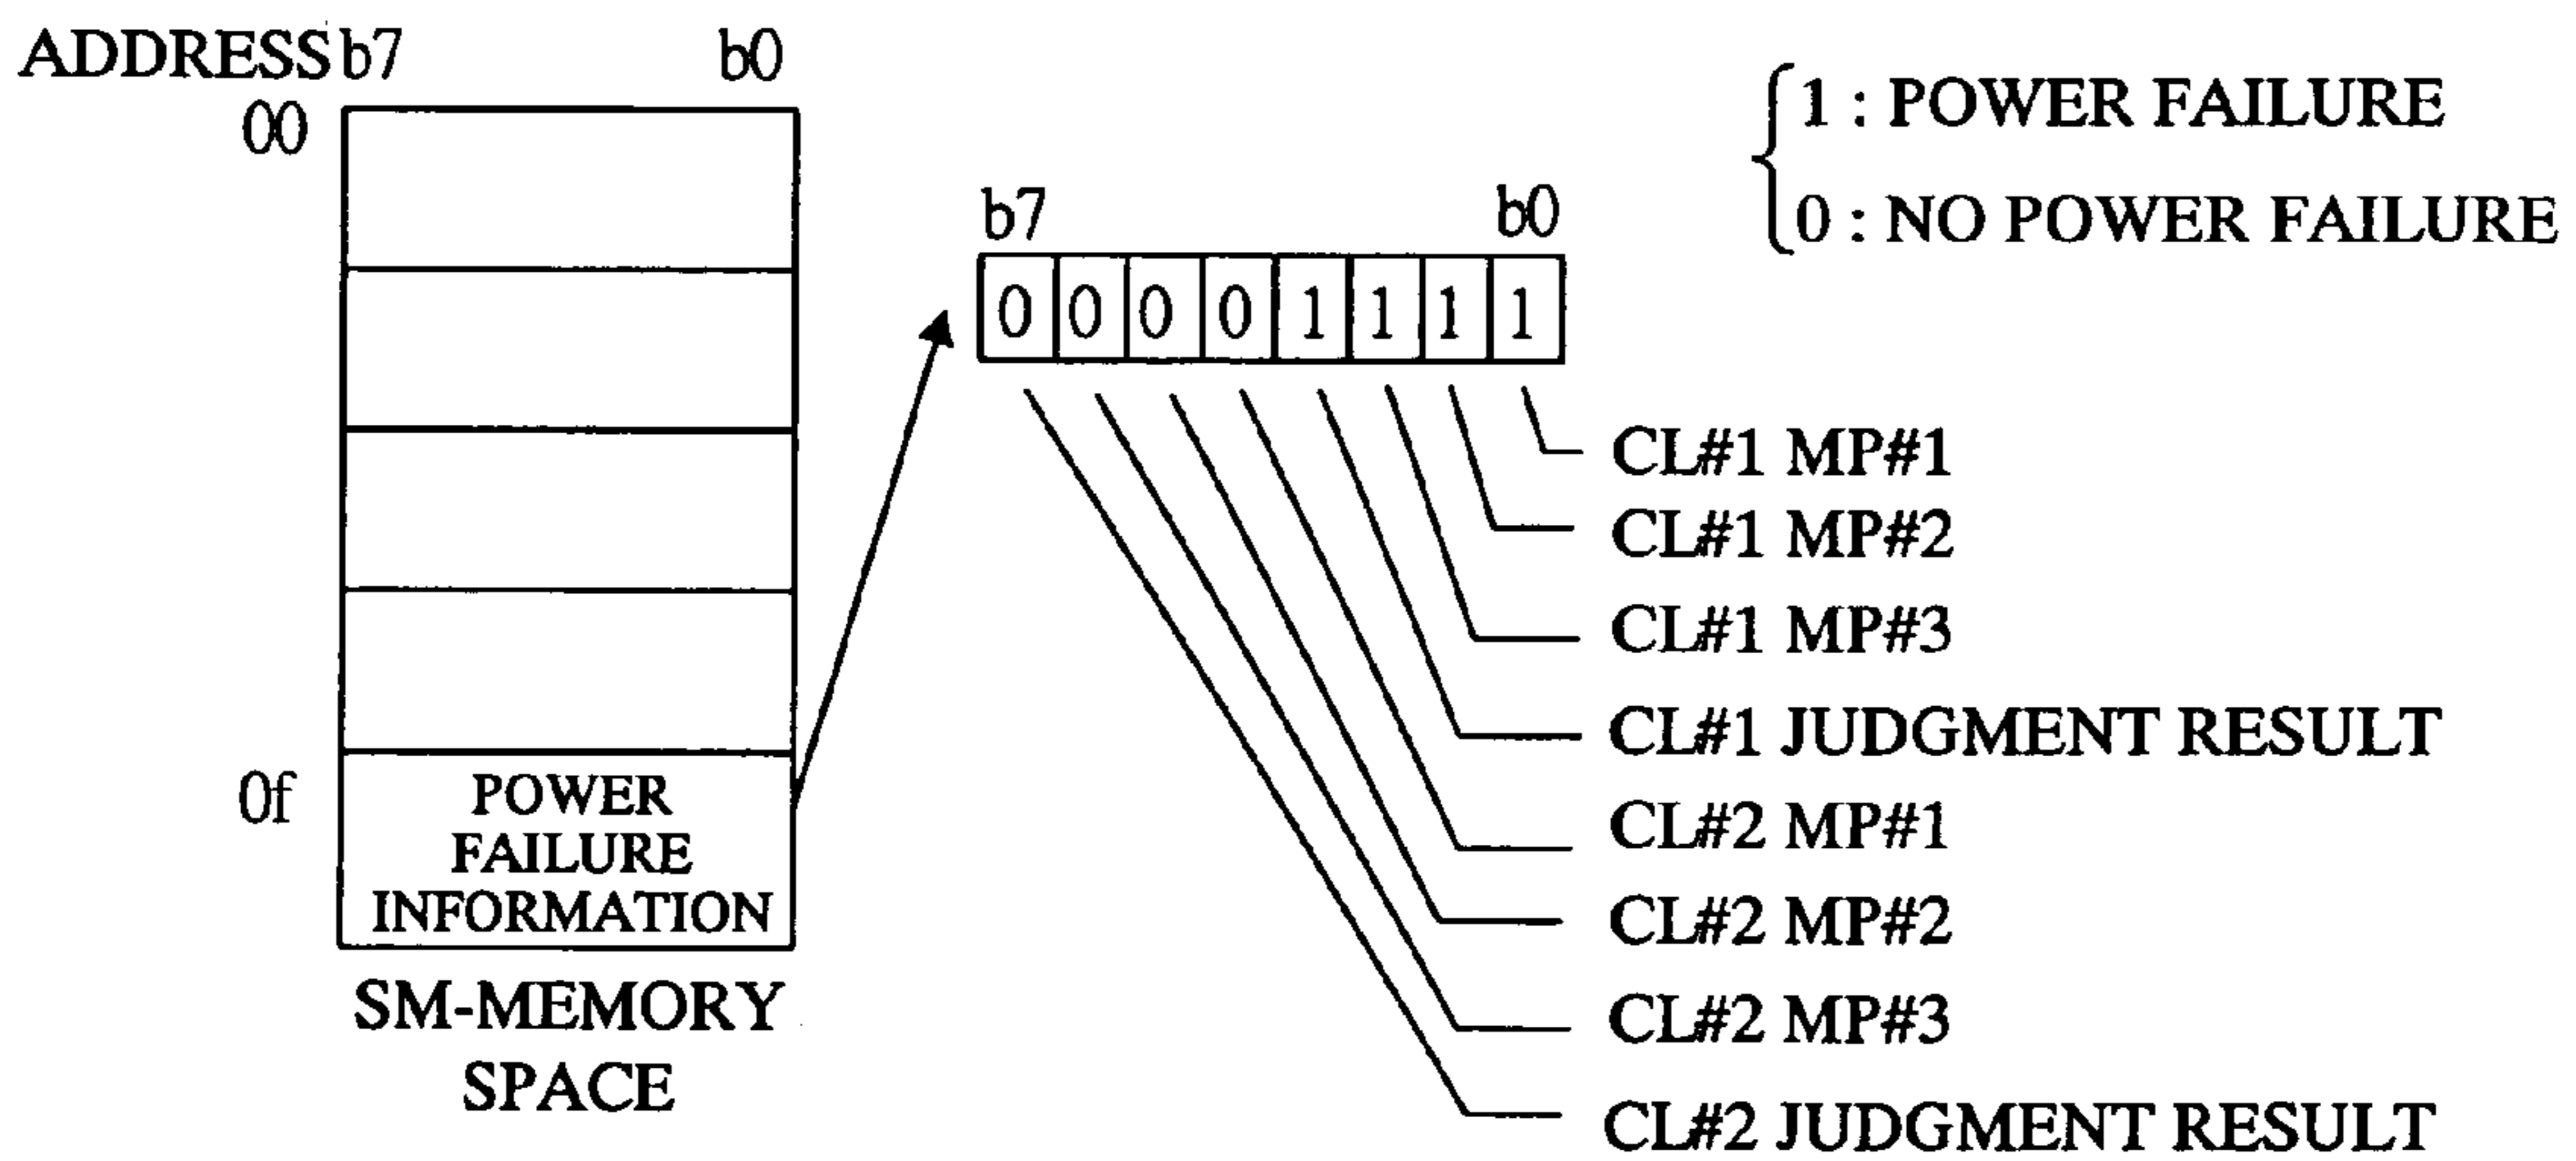 ADDRESS b7 b0
00
1 : POWER FAILURE
0 : NO POWER FAILURE
b7 b0
0 0 0 0 1 1 1 1
CL#1 MP#1
CL#1 MP#2
CL#1 MP#3
CL#1 JUDGMENT RESULT
CL#2 MP#1
CL#2 MP#2
CL#2 MP#3
CL#2 JUDGMENT RESULT
0f
POWER
FAILURE
INFORMATION
SM-MEMORY
SPACE